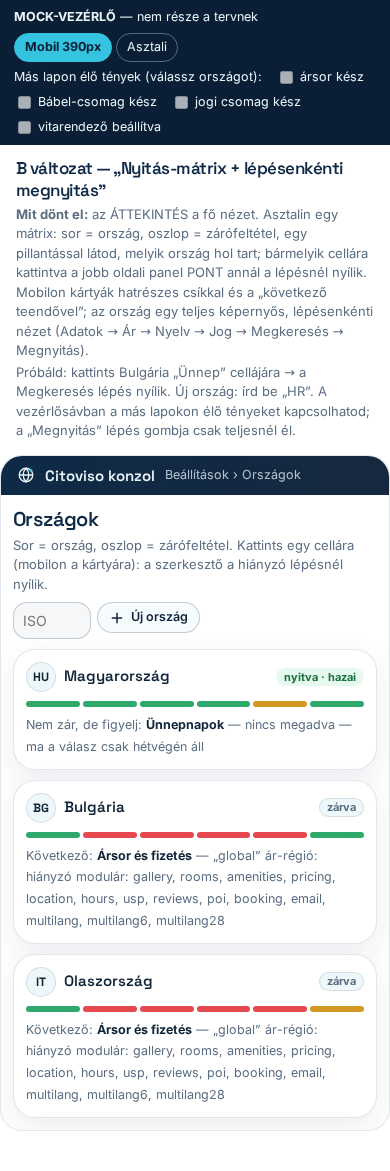 MOCK-VEZÉRLŐ — nem része a tervnek
Mobil 390px
Asztali
Más lapon élő tények (válassz országot):
ársor kész
Bábel-csomag kész
jogi csomag kész
vitarendező beállítva
B változat — „Nyitás-mátrix + lépésenkénti
megnyitás”
Mit dönt el: az ÁTTEKINTÉS a fő nézet. Asztalin egy
mátrix: sor = ország, oszlop = zárófeltétel, egy
pillantással látod, melyik ország hol tart; bármelyik cellára
kattintva a jobb oldali panel PONT annál a lépésnél nyílik.
Mobilon kártyák hatrészes csíkkal és a „következő
teendővel”; az ország egy teljes képernyős, lépésenkénti
nézet (Adatok → Ár → Nyelv → Jog → Megkeresés →
Megnyitás).
Próbáld: kattints Bulgária „Ünnep” cellájára → a
Megkeresés lépés nyílik. Új ország: írd be „HR”. A
vezérlősávban a más lapokon élő tényeket kapcsolhatod;
a „Megnyitás” lépés gombja csak teljesnél él.
Citoviso konzol
Beállítások › Országok
Országok
Sor = ország, oszlop = zárófeltétel. Kattints egy cellára
(mobilon a kártyára): a szerkesztő a hiányzó lépésnél
nyílik.
ISO
+ Új ország
HU Magyarország
nyitva · hazai
Nem zár, de figyelj: Ünnepnapok — nincs megadva —
ma a válasz csak hétvégén áll
BG Bulgária
zárva
Következő: Ársor és fizetés — „global” ár-régió:
hiányzó modulár: gallery, rooms, amenities, pricing,
location, hours, usp, reviews, poi, booking, email,
multilang, multilang6, multilang28
IT Olaszország
zárva
Következő: Ársor és fizetés — „global” ár-régió:
hiányzó modulár: gallery, rooms, amenities, pricing,
location, hours, usp, reviews, poi, booking, email,
multilang, multilang6, multilang28